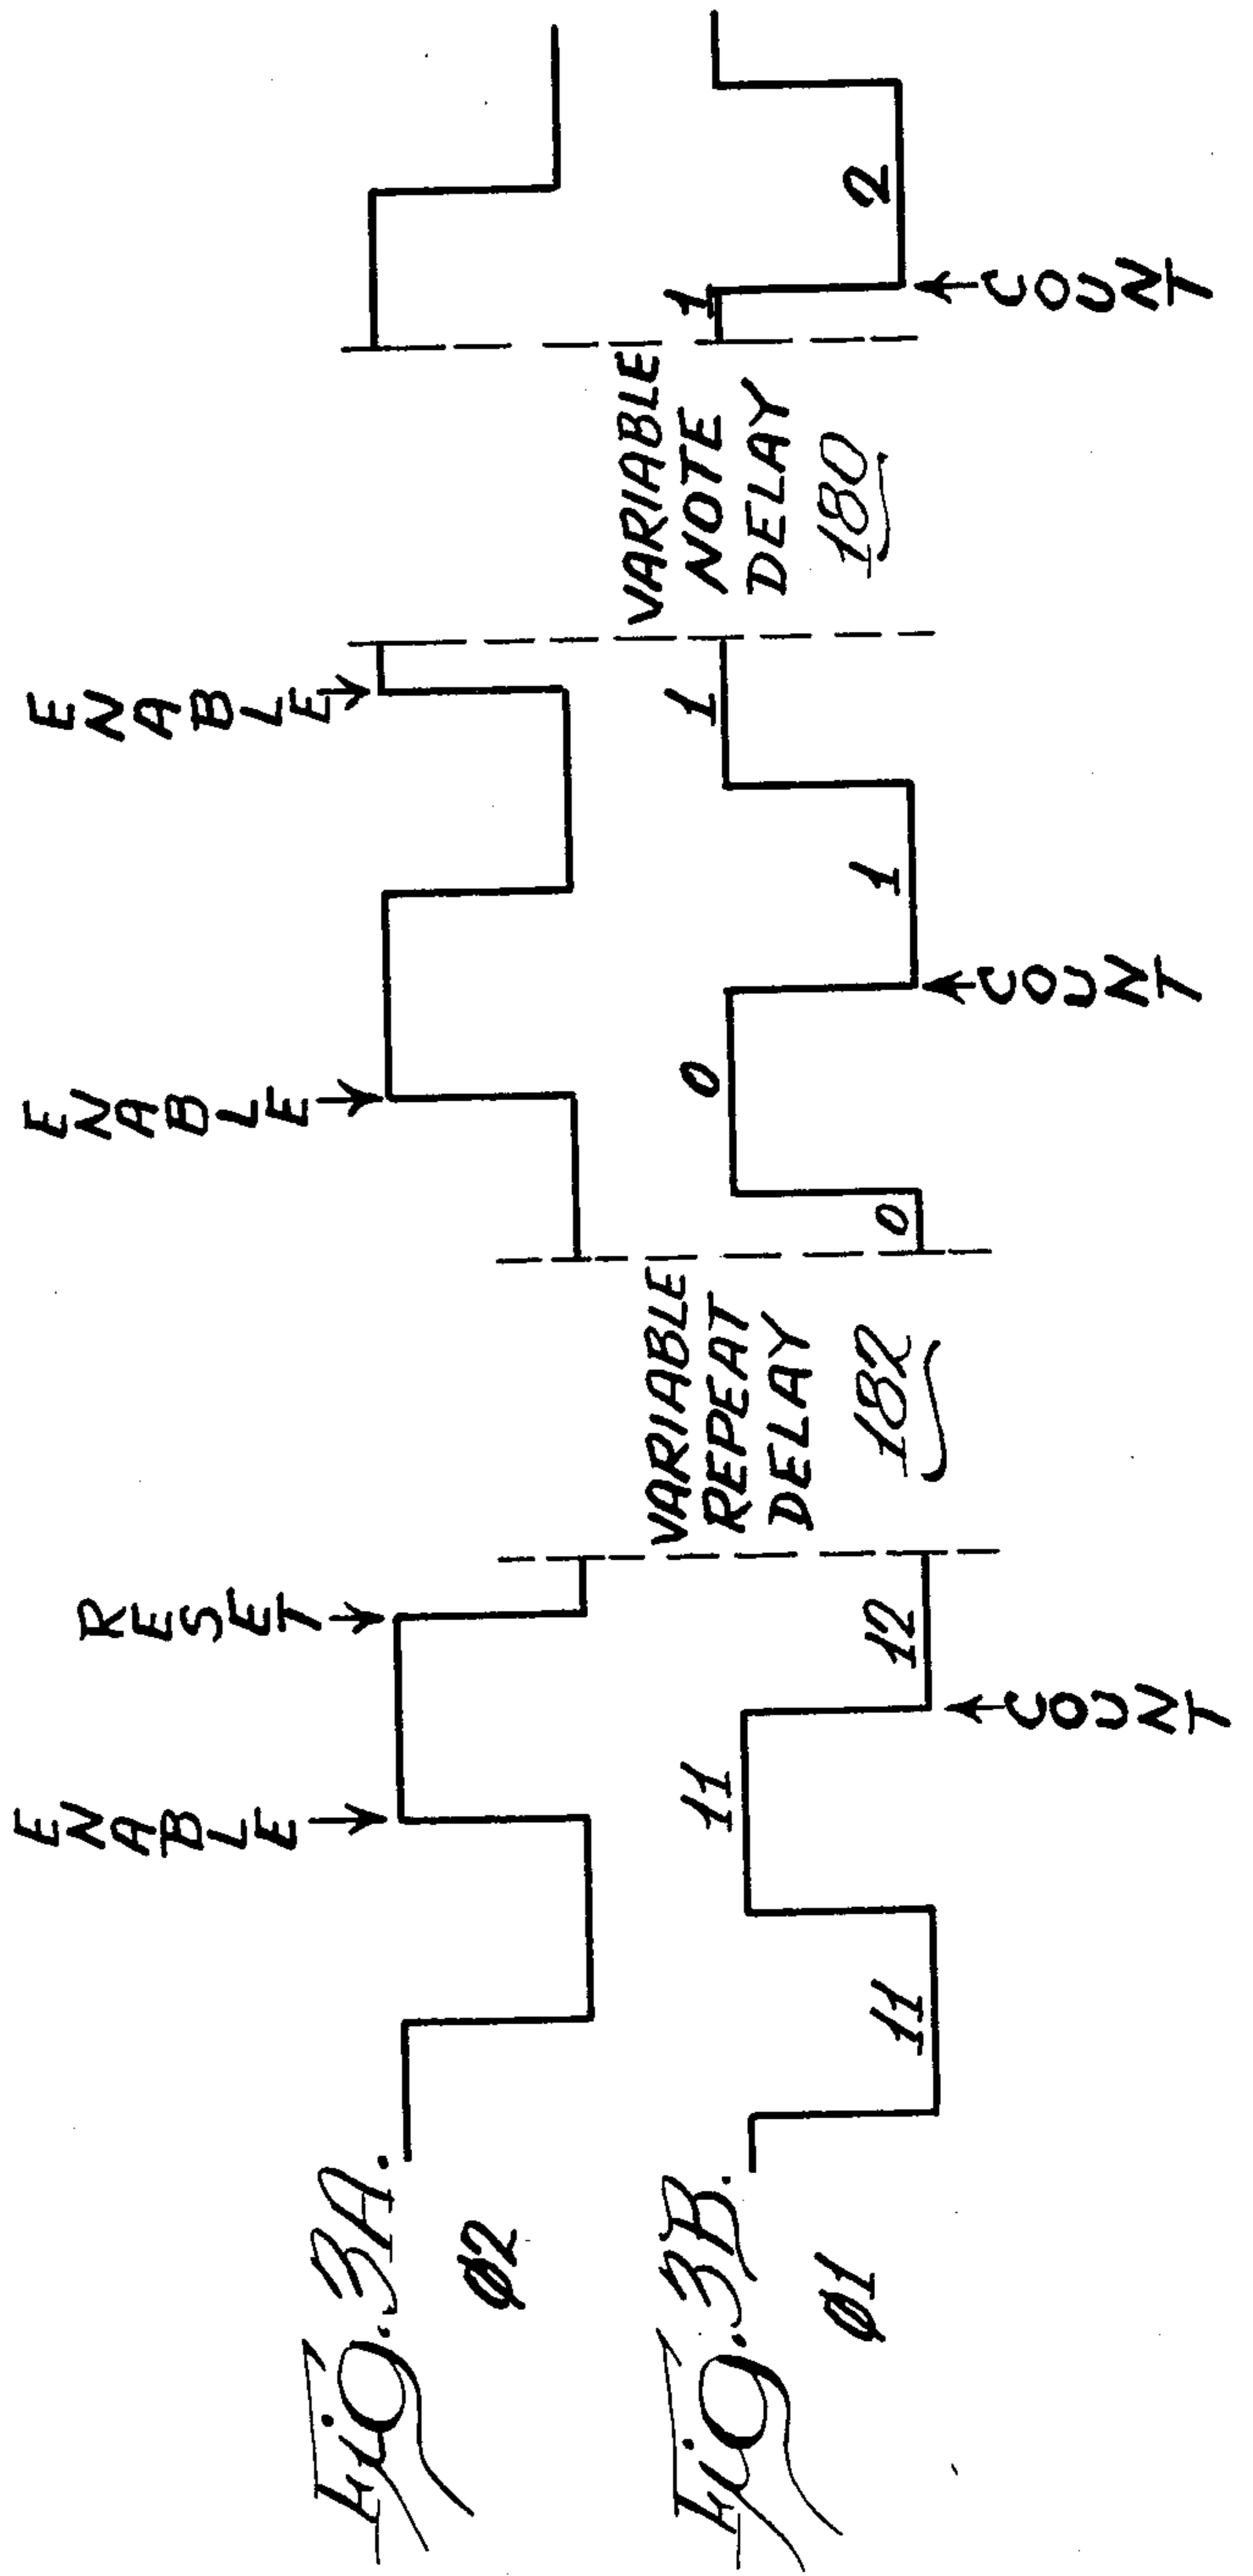 ENABLE
RESET
ENABLE
ENABLE
Fig. 3A.
Ø2
VARIABLE
REPEAT
DELAY
182
VARIABLE
NOTE
DELAY
180
Fig. 3B.
Ø1
11
11
12
0
0
1
1
1
2
COUNT
COUNT
COUNT